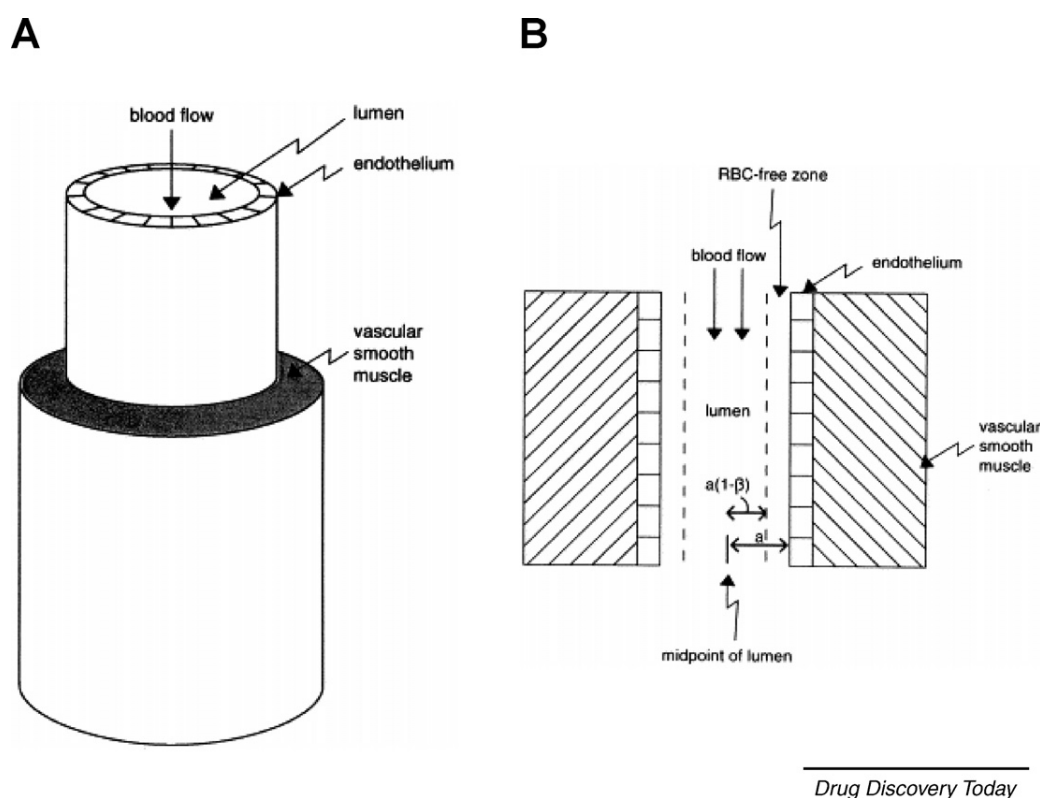 A
blood flow
lumen
endothelium
vascular
smooth
muscle
B
RBC-free zone
blood flow
endothelium
lumen
vascular
smooth
muscle
a(1-β)
a
midpoint of lumen
Drug Discovery Today